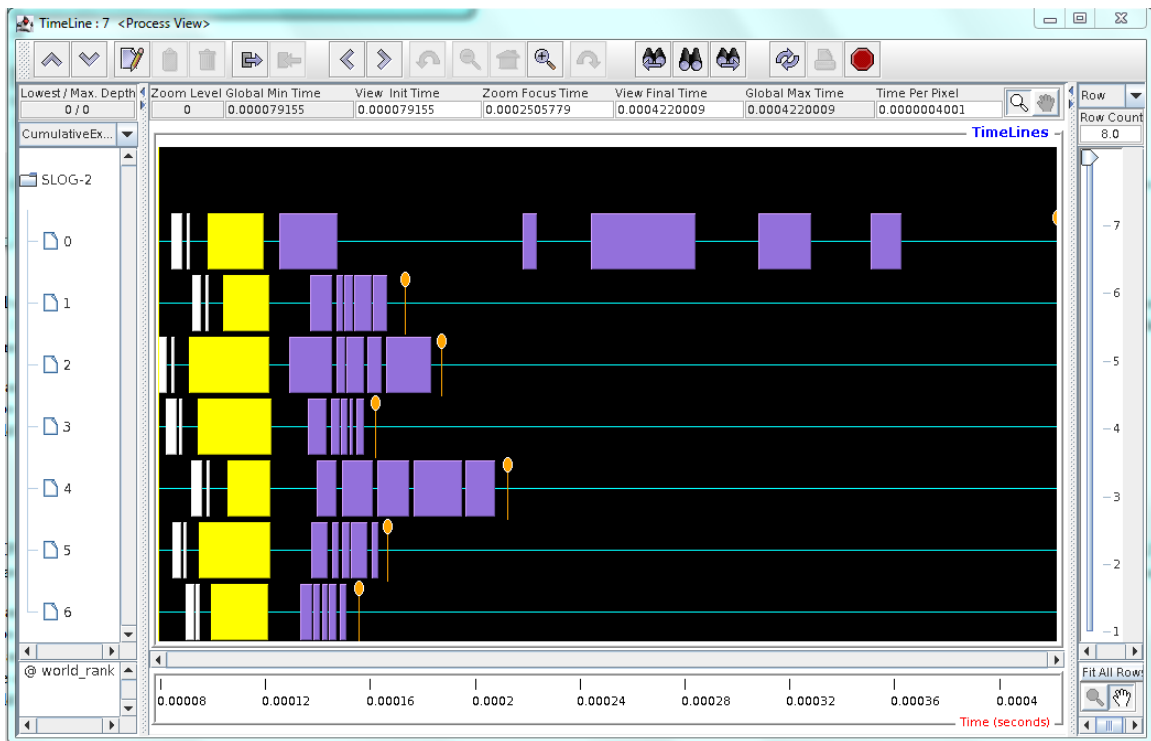 TimeLine : 7 <Process View>
Lowest / Max. Depth Zoom Level Global Min Time View Init Time Zoom Focus Time View Final Time Global Max Time Time Per Pixel Row
0 / 0 0 0.000079155 0.000079155 0.0002505779 0.0004220009 0.0004220009 0.0000004001 Row Count
CumulativeEx... 8.0
TimeLines
SLOG-2
0
1
2
3
4
5
6
-7
-6
-5
-4
-3
-2
-1
@ world_rank Fit All Rows
0.00008 0.00012 0.00016 0.0002 0.00024 0.00028 0.00032 0.00036 0.0004
Time (seconds)